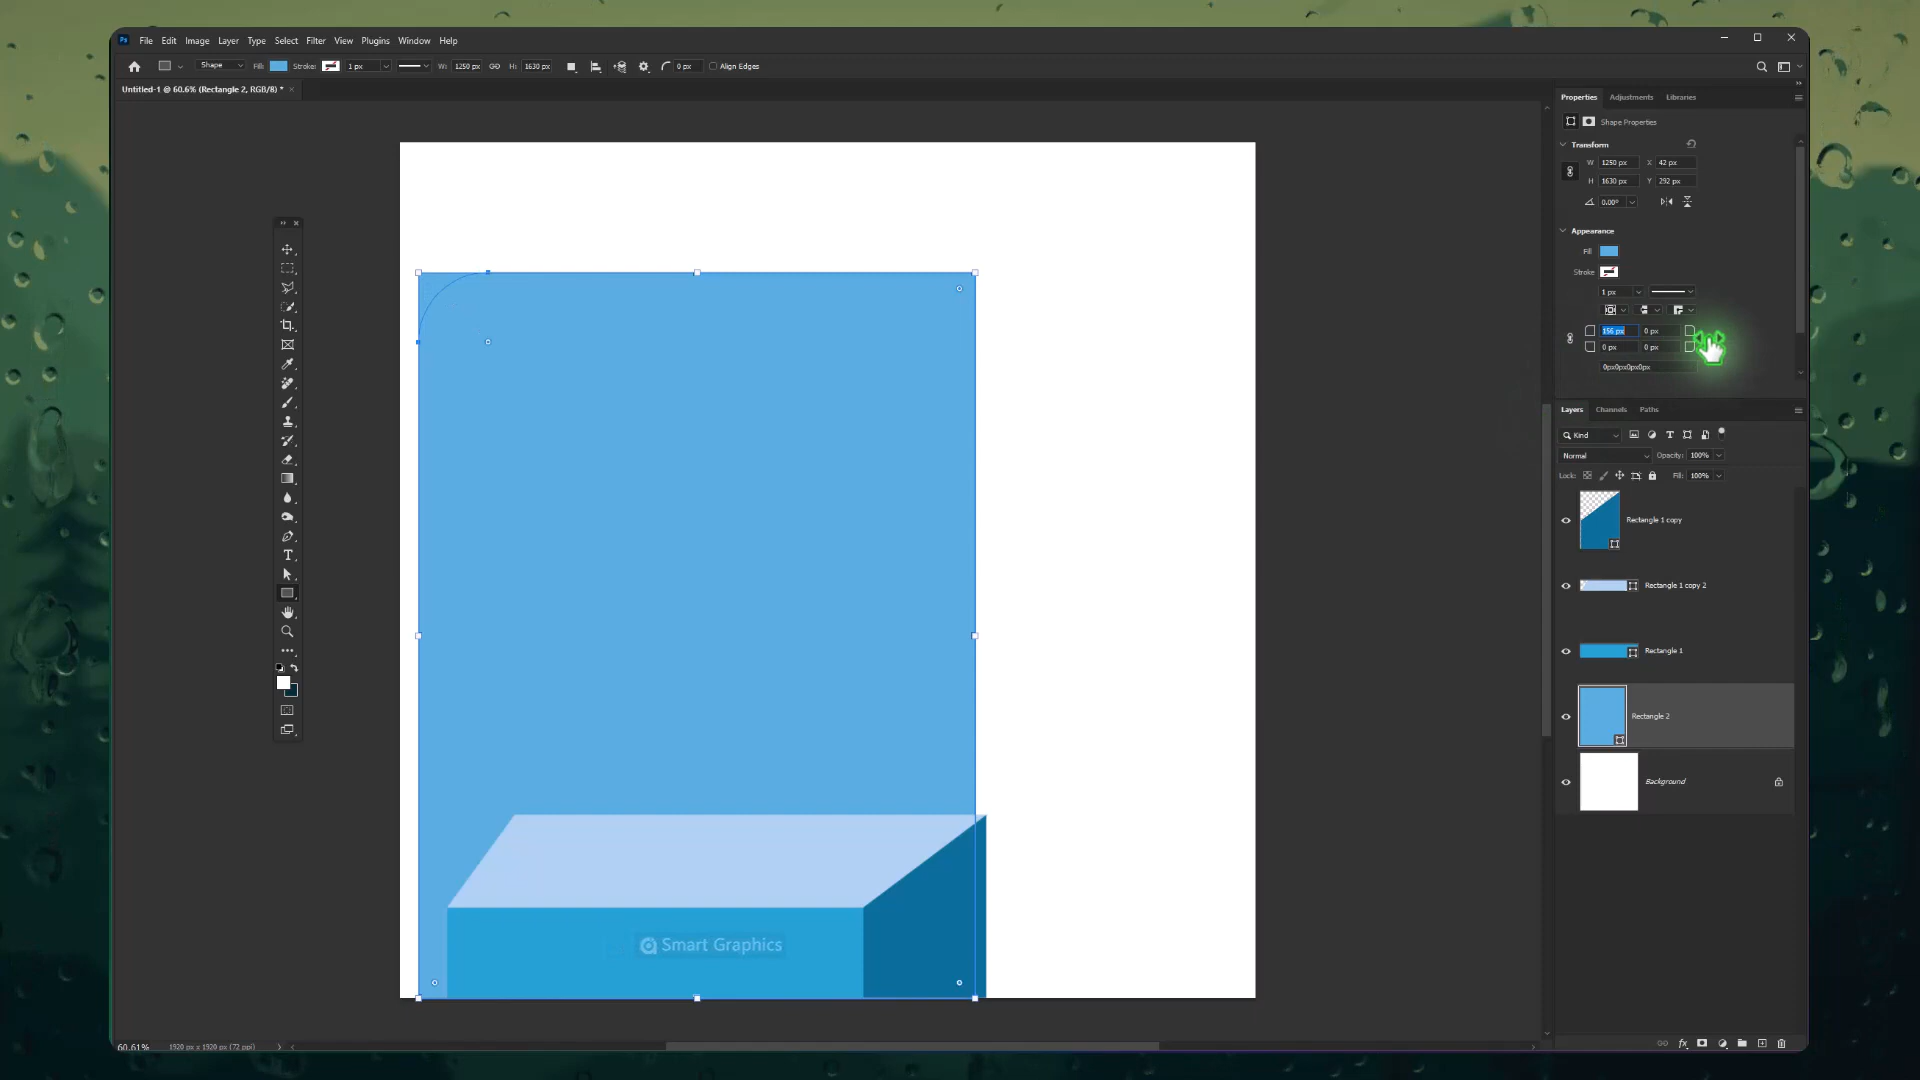 Ps File Edit Image Layer Type Select Filter View Plugins Window Help
Shape Fill: Stroke: 1 px W: 1250 px H: 1630 px 0 px Align Edges
Untitled-1 @ 60.6% (Rectangle 2, RGB/8) *
Properties Adjustments Libraries
Shape Properties
Transform
W 1250 px X 42 px
H 1630 px Y 292 px
0.00°
Appearance
Fill
Stroke
1 px
156 px 0 px
0 px 0 px
0px0px0px0px
Layers Channels Paths
Kind
Normal Opacity: 100%
Lock: Fill: 100%
Rectangle 1 copy
Rectangle 1 copy 2
Rectangle 1
Rectangle 2
Background
Smart Graphics
60.61% 1920 px x 1920 px (72 ppi)